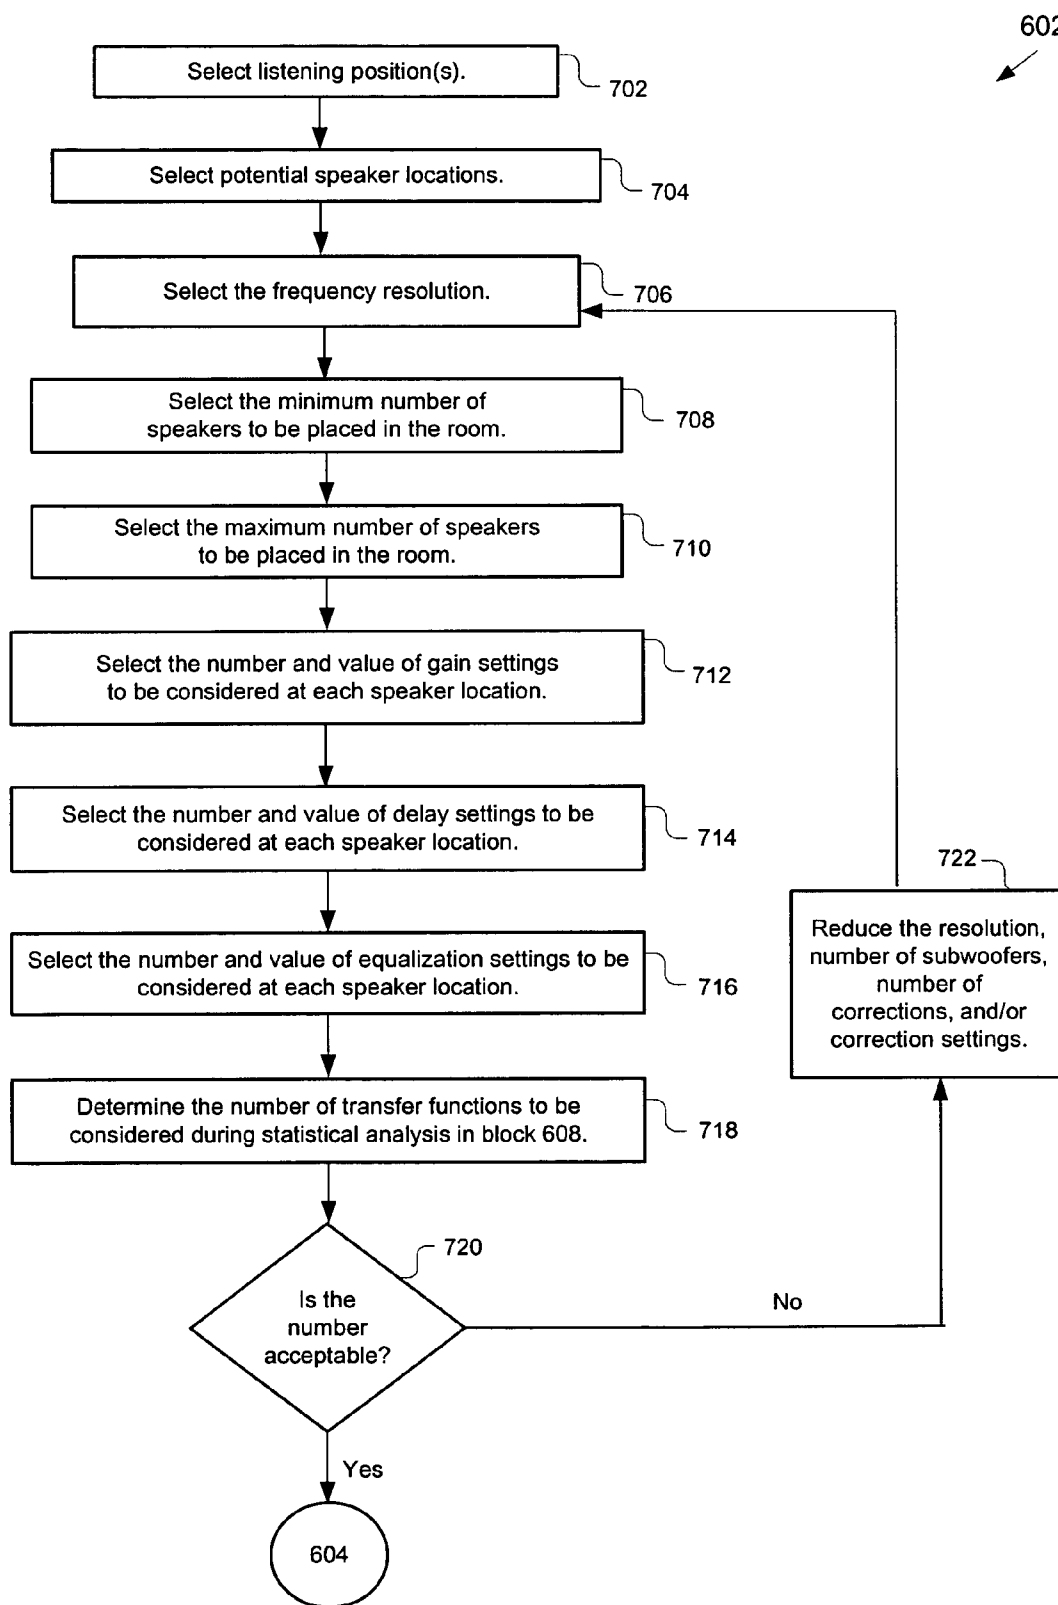 602
Select listening position(s).
702
Select potential speaker locations.
704
Select the frequency resolution.
706
Select the minimum number of
speakers to be placed in the room.
708
Select the maximum number of speakers
to be placed in the room.
710
Select the number and value of gain settings
to be considered at each speaker location.
712
Select the number and value of delay settings to be
considered at each speaker location.
714
722
Reduce the resolution,
number of subwoofers,
number of
corrections, and/or
correction settings.
Select the number and value of equalization settings to be
considered at each speaker location.
716
Determine the number of transfer functions to be
considered during statistical analysis in block 608.
718
720
Is the
number
acceptable?
No
Yes
604